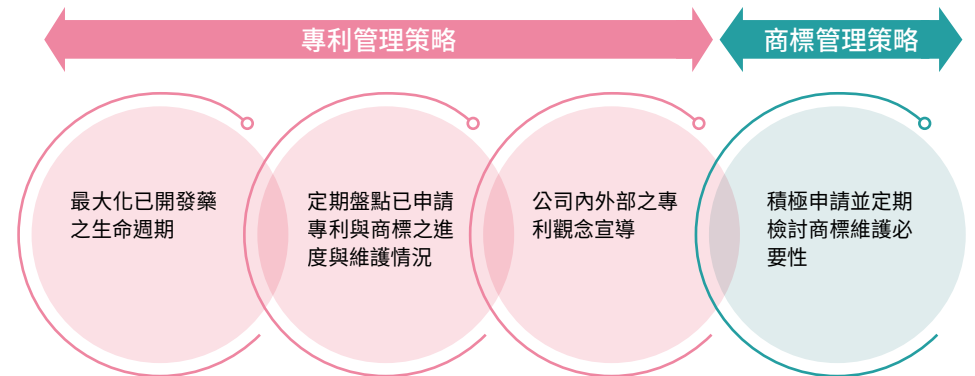 專利管理策略
商標管理策略
最大化已開發藥
之生命週期
定期盤點已申請
專利與商標之進
度與維護情況
公司內外部之專
利觀念宣導
積極申請並定期
檢討商標維護必
要性